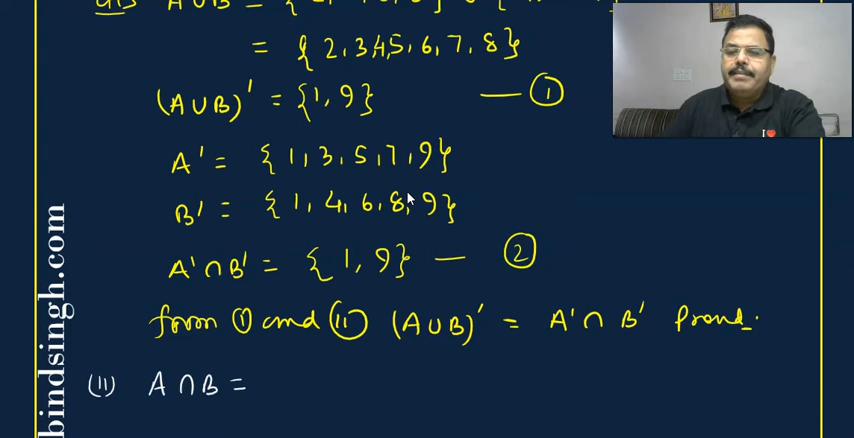 A∪B =
= { 2, 3, 4, 5, 6, 7, 8 }
(A∪B)' = {1, 9} — ①
A' = { 1, 3, 5, 7, 9 }
B' = { 1, 4, 6, 8, 9 }
A' ∩ B' = { 1, 9 } — ②
from ① and (II) (A∪B)' = A' ∩ B' Proved.
(II) A ∩ B =
bindsingh.com
I ❤